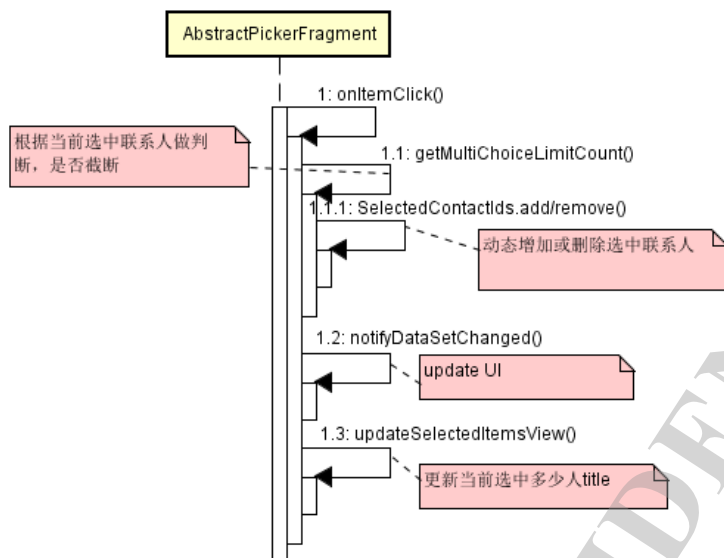 AbstractPickerFragment
1: onItemClick()
根据当前选中联系人做判
断，是否截断
1.1: getMultiChoiceLimitCount()
1.1.1: SelectedContactIds.add/remove()
动态增加或删除选中联系人
1.2: notifyDataSetChanged()
update UI
1.3: updateSelectedItemsView()
更新当前选中多少人title